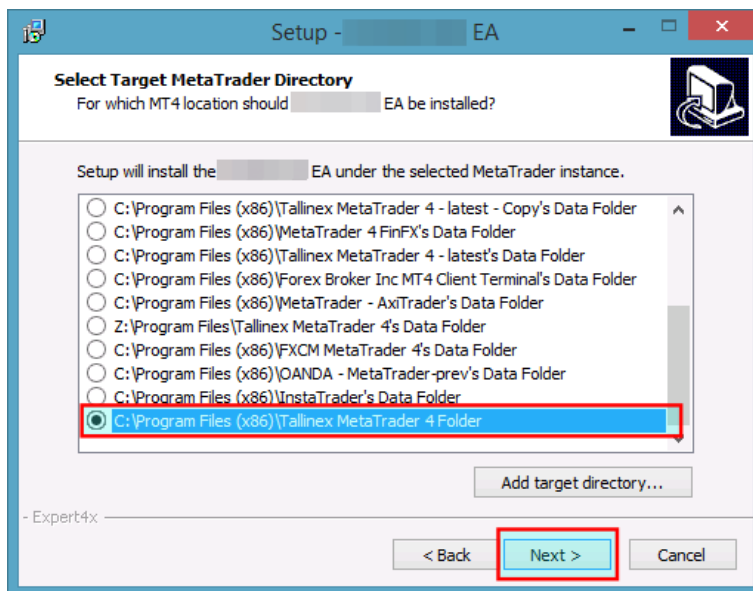 Setup - EA
Select Target MetaTrader Directory
For which MT4 location should EA be installed?
Setup will install the EA under the selected MetaTrader instance.
C:\Program Files (x86)\Tallinex MetaTrader 4 - latest - Copy's Data Folder
C:\Program Files (x86)\MetaTrader 4 FinFX's Data Folder
C:\Program Files (x86)\Tallinex MetaTrader 4 - latest's Data Folder
C:\Program Files (x86)\Forex Broker Inc MT4 Client Terminal's Data Folder
C:\Program Files (x86)\MetaTrader - AxiTrader's Data Folder
Z:\Program Files\Tallinex MetaTrader 4's Data Folder
C:\Program Files (x86)\FXCM MetaTrader 4's Data Folder
C:\Program Files (x86)\OANDA - MetaTrader-prev's Data Folder
C:\Program Files (x86)\InstaTrader's Data Folder
C:\Program Files (x86)\Tallinex MetaTrader 4 Folder
Add target directory...
- Expert4x
< Back Next > Cancel